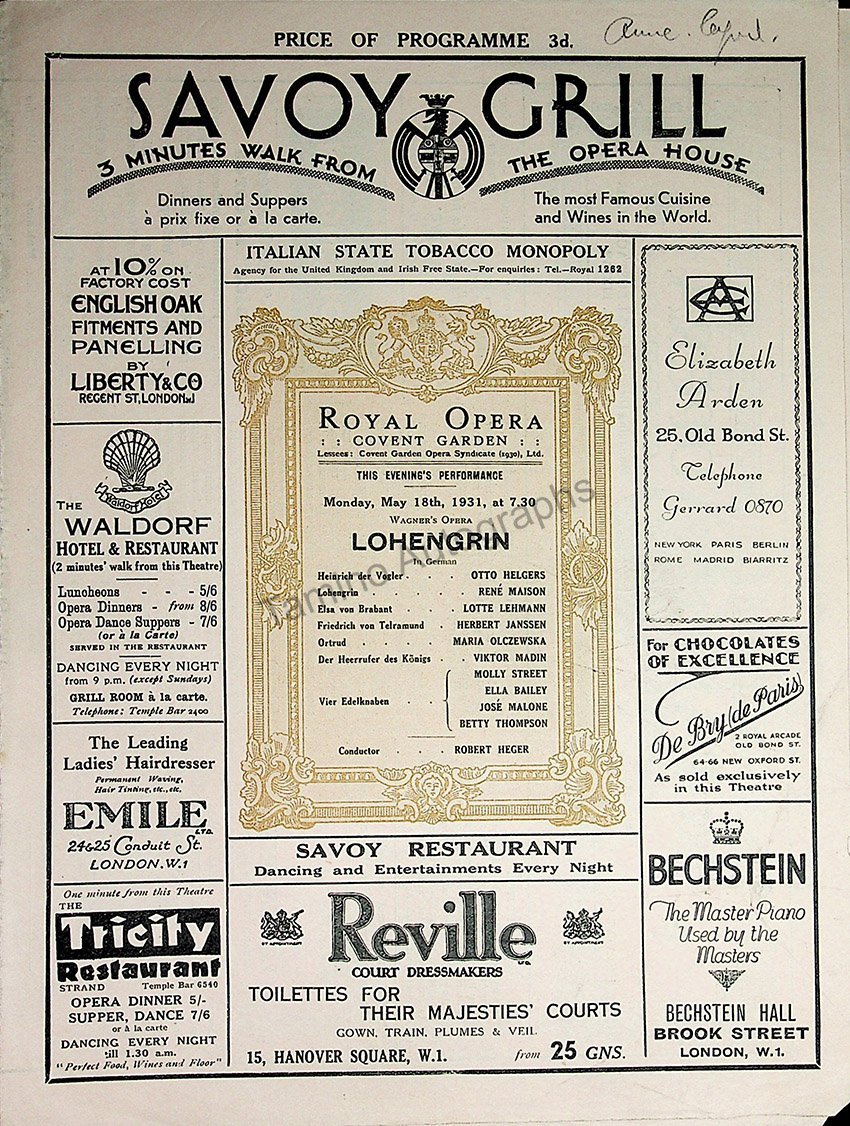 PRICE OF PROGRAMME 3d.
Anne
SAVOY GRILL
3 MINUTES WALK FROM THE OPERA HOUSE
Dinners and Suppers
à prix fixe or à la carte.
The most Famous Cuisine
and Wines in the World.
AT 10% ON
FACTORY COST
ENGLISH OAK
FITMENTS AND
PANELLING
BY
LIBERTY & CO
REGENT ST, LONDON W.1
Waldorf Hotel
THE
WALDORF
HOTEL & RESTAURANT
(2 minutes' walk from this Theatre)
Luncheons - - - 5/6
Opera Dinners - from 8/6
Opera Dance Suppers - 7/6
(or à la Carte)
SERVED IN THE RESTAURANT
DANCING EVERY NIGHT
from 9 p.m. (except Sundays)
GRILL ROOM à la carte.
Telephone: Temple Bar 2400
The Leading
Ladies' Hairdresser
Permanent Waving,
Hair Tinting, etc., etc.
EMILE LTD.
24 & 25 Conduit St.
LONDON. W.1
One minute from this Theatre
THE
Tricity
Restaurant
STRAND Temple Bar 6540
OPERA DINNER 5/-
SUPPER, DANCE 7/6
or à la carte
DANCING EVERY NIGHT
till 1.30 a.m.
"Perfect Food, Wines and Floor"
ITALIAN STATE TOBACCO MONOPOLY
Agency for the United Kingdom and Irish Free State.—For enquiries: Tel.—Royal 1262
ROYAL OPERA
: : COVENT GARDEN : :
Lessees: Covent Garden Opera Syndicate (1930), Ltd.
THIS EVENING'S PERFORMANCE
Monday, May 18th, 1931, at 7.30
WAGNER'S OPERA
LOHENGRIN
In German
Heinrich der Vogler . . . OTTO HELGERS
Lohengrin . . . . RENÉ MAISON
Elsa von Brabant . . . . LOTTE LEHMANN
Friedrich von Telramund . HERBERT JANSSEN
Ortrud . . . . . MARIA OLCZEWSKA
Der Heerrufer des Königs . . VIKTOR MADIN
Vier Edelknaben . . . MOLLY STREET
ELLA BAILEY
JOSÉ MALONE
BETTY THOMPSON
Conductor . . . . ROBERT HEGER
Tamino Autographs
SAVOY RESTAURANT
Dancing and Entertainments Every Night
BY APPOINTMENT
BY APPOINTMENT
Reville LTD.
COURT DRESSMAKERS
TOILETTES FOR
THEIR MAJESTIES' COURTS
GOWN, TRAIN, PLUMES & VEIL.
15, HANOVER SQUARE, W.1. from 25 GNS.
Elizabeth
Arden
25, Old Bond St.
Telephone
Gerrard 0870
NEW YORK PARIS BERLIN
ROME MADRID BIARRITZ
For CHOCOLATES
OF EXCELLENCE
De Bry (de Paris)
2 ROYAL ARCADE
OLD BOND ST.
64-66 NEW OXFORD ST.
As sold exclusively
in this Theatre
BECHSTEIN
The Master Piano
Used by the
Masters
BECHSTEIN HALL
BROOK STREET
LONDON, W.1.